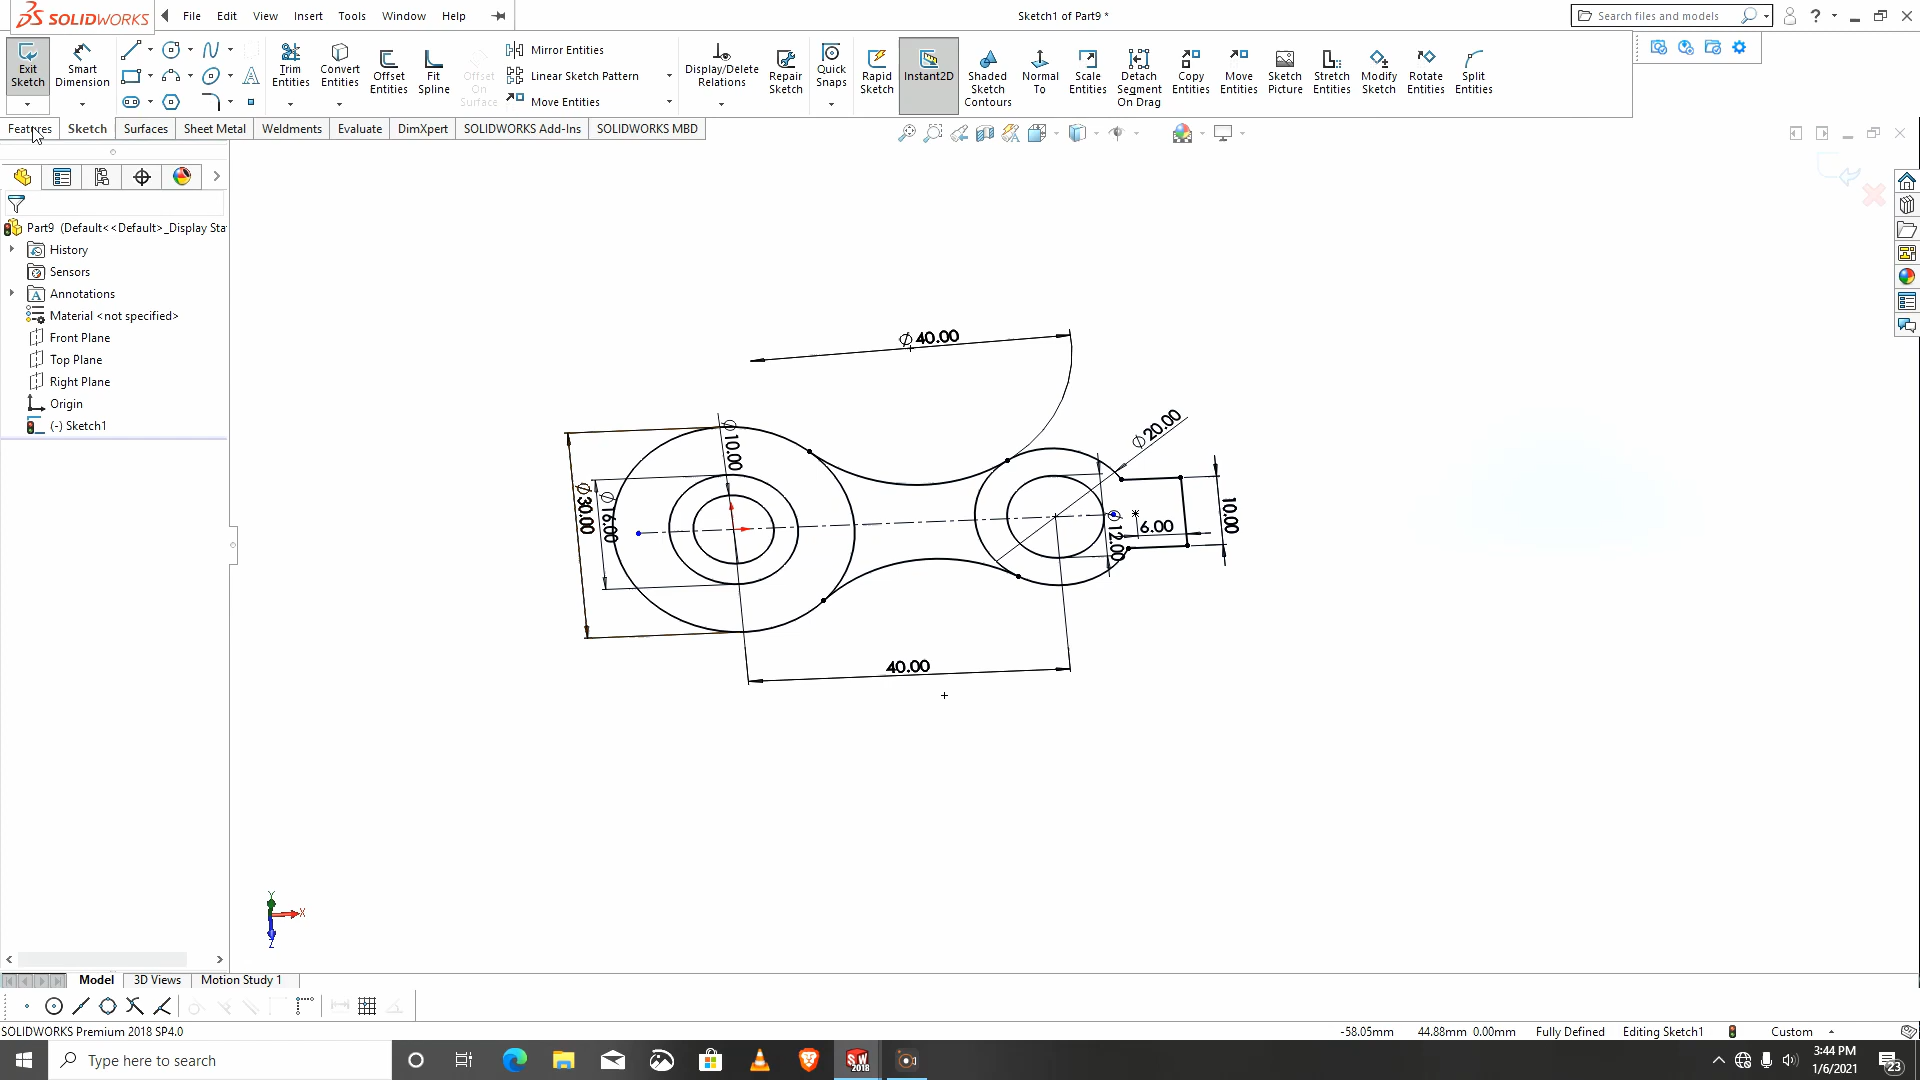 SOLIDWORKS File Edit View Insert Tools Window Help Sketch1 of Part9 * Search files and models ?
Exit Sketch
Smart Dimension
Trim Entities
Convert Entities
Offset Entities
Fit Spline
Offset On Surface
Mirror Entities
Linear Sketch Pattern
Move Entities
Display/Delete Relations
Repair Sketch
Quick Snaps
Rapid Sketch
Instant2D
Shaded Sketch Contours
Normal To
Scale Entities
Detach Segment On Drag
Copy Entities
Move Entities
Sketch Picture
Stretch Entities
Modify Sketch
Rotate Entities
Split Entities
Features Sketch Surfaces Sheet Metal Weldments Evaluate DimXpert SOLIDWORKS Add-Ins SOLIDWORKS MBD
Part9 (Default<<Default>_Display Sta
History
Sensors
Annotations
Material <not specified>
Front Plane
Top Plane
Right Plane
Origin
(-) Sketch1
∅40.00
∅20.00
∅10.00
∅30.00
∅16.00
∅12.00
6.00
10.00
40.00
Y
X
Z
Model 3D Views Motion Study 1
SOLIDWORKS Premium 2018 SP4.0 -58.05mm 44.88mm 0.00mm Fully Defined Editing Sketch1 Custom
Type here to search
SW 2018
3:44 PM
1/6/2021
23